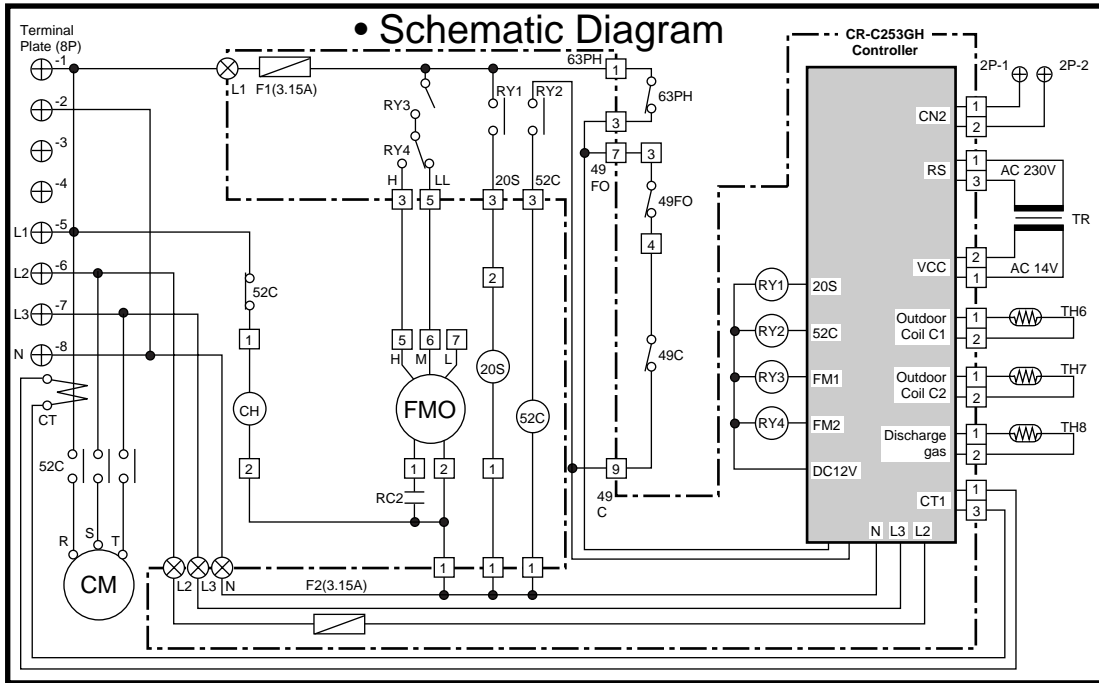 • Schematic Diagram
Terminal
Plate (8P)
-1
-2
-3
-4
L1 -5
L2 -6
L3 -7
N -8
CT
52C
R S T
CM
L1 F1(3.15A)
RY3
RY4
H LL
3 5
RY1 RY2
20S 52C
3 3
52C
1
CH
2
5 6 7
H M L
FMO
1 2
RC2
2
20S
1
52C
L2 L3 N
F2(3.15A)
1 1 1
63PH 1
63PH
3
7 3
49
FO
49FO
4
49C
9
49
C
CR-C253GH
Controller
2P-1 2P-2
CN2 1
2
RS 1
3
AC 230V
TR
VCC 2
1
AC 14V
RY1 20S
RY2 52C
RY3 FM1
RY4 FM2
DC12V
Outdoor
Coil C1
1
2
TH6
Outdoor
Coil C2
1
2
TH7
Discharge
gas
1
2
TH8
CT1 1
3
N L3 L2